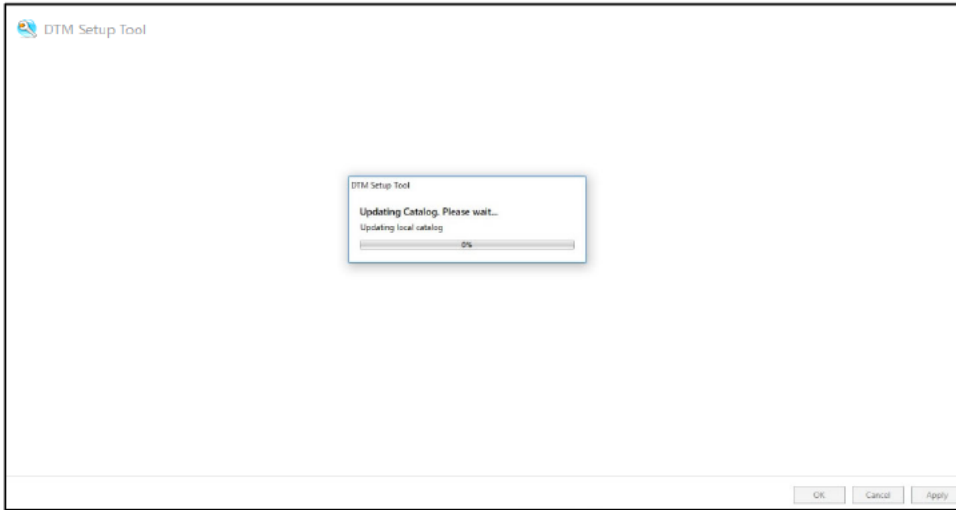 DTM Setup Tool
DTM Setup Tool
Updating Catalog. Please wait...
Updating local catalog
0%
OK Cancel Apply